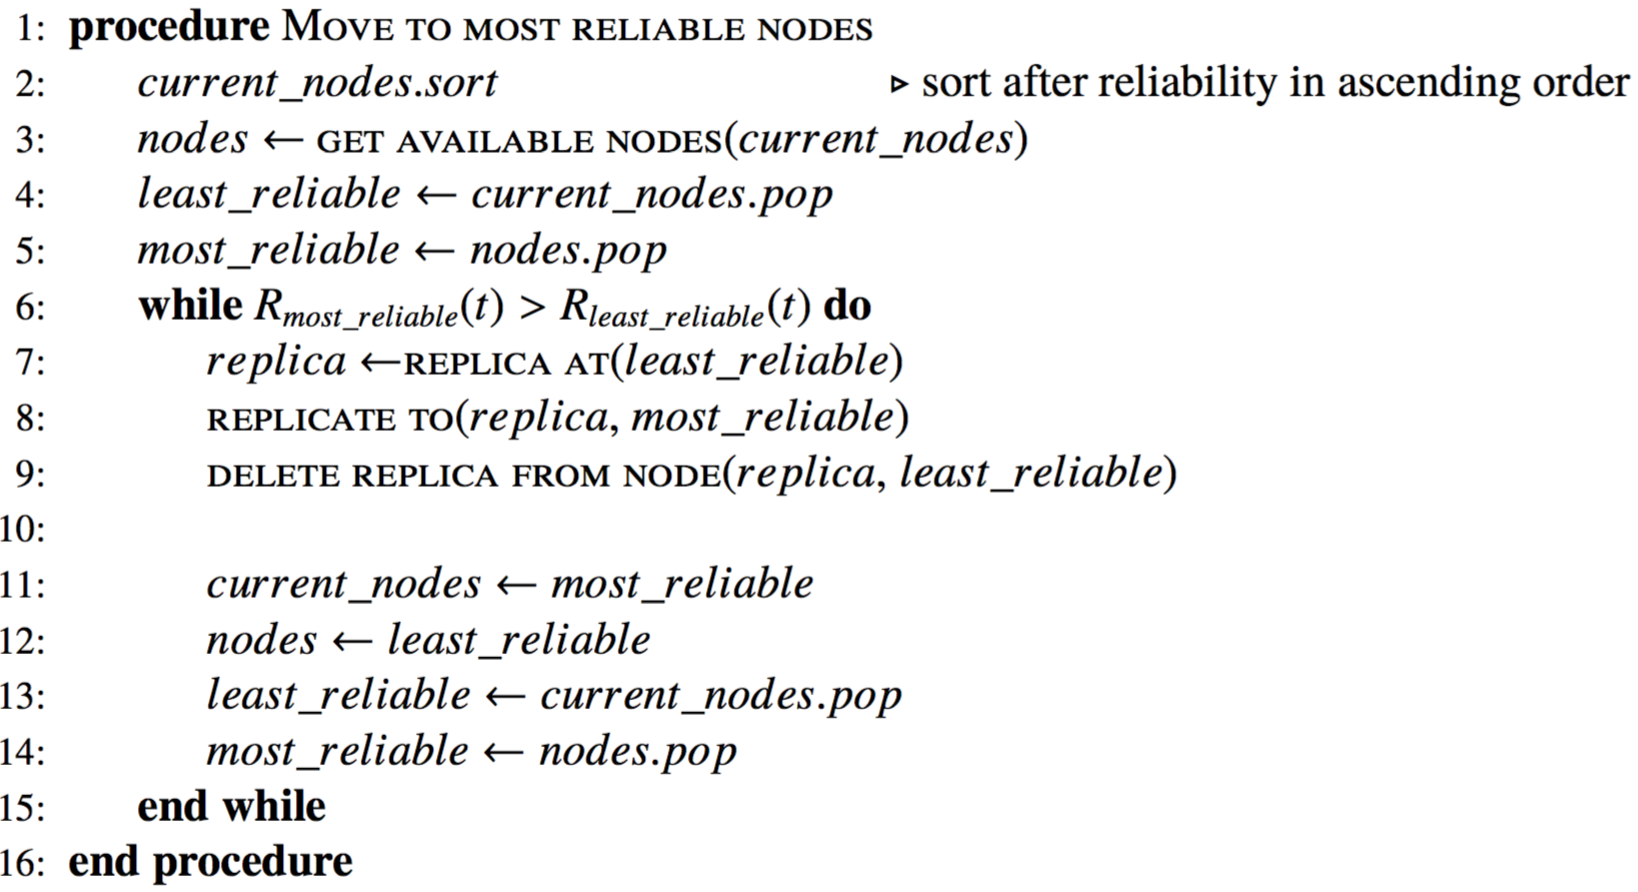 1: procedure MOVE TO MOST RELIABLE NODES
2: current_nodes.sort ▹ sort after reliability in ascending order
3: nodes ← GET AVAILABLE NODES(current_nodes)
4: least_reliable ← current_nodes.pop
5: most_reliable ← nodes.pop
6: while R_most_reliable(t) > R_least_reliable(t) do
7: replica ←REPLICA AT(least_reliable)
8: REPLICATE TO(replica, most_reliable)
9: DELETE REPLICA FROM NODE(replica, least_reliable)
10:
11: current_nodes ← most_reliable
12: nodes ← least_reliable
13: least_reliable ← current_nodes.pop
14: most_reliable ← nodes.pop
15: end while
16: end procedure